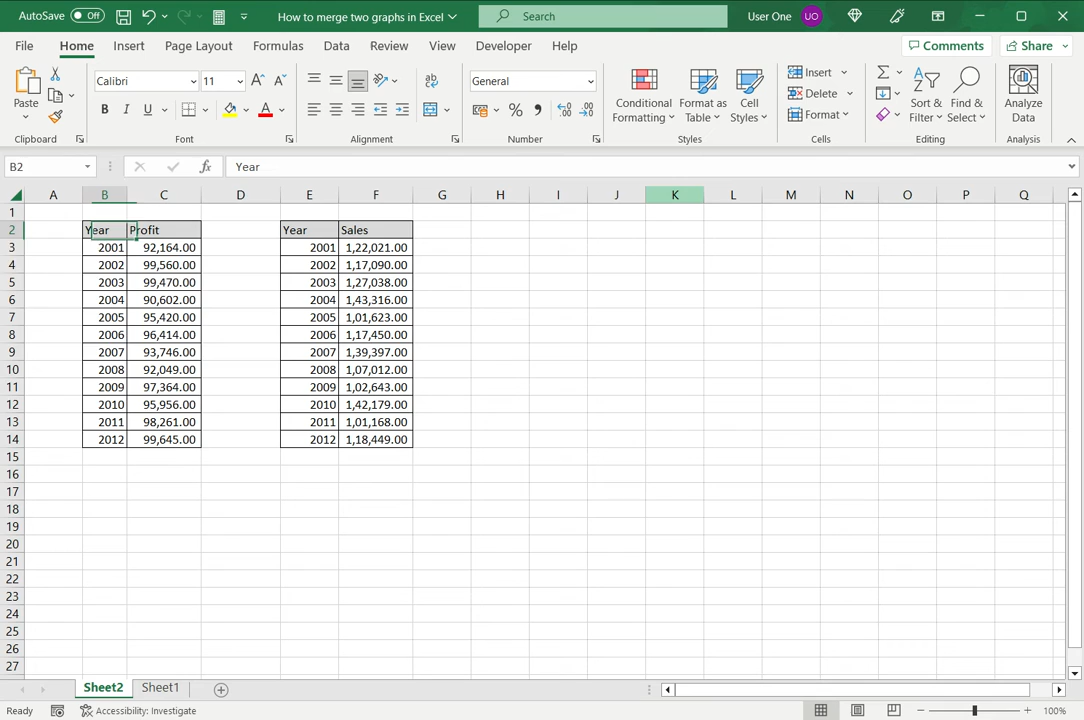 AutoSave Off How to merge two graphs in Excel Search User One UO
File Home Insert Page Layout Formulas Data Review View Developer Help Comments Share
Calibri 11 General Insert
Paste Conditional Format as Cell Delete Sort & Find & Analyze
Formatting Table Styles Format Filter Select Data
Clipboard Font Alignment Number Styles Cells Editing Analysis
B2 fx Year
A B C D E F G H I J K L M N O P Q
1
2 Year Profit Year Sales
3 2001 92,164.00 2001 1,22,021.00
4 2002 99,560.00 2002 1,17,090.00
5 2003 99,470.00 2003 1,27,038.00
6 2004 90,602.00 2004 1,43,316.00
7 2005 95,420.00 2005 1,01,623.00
8 2006 96,414.00 2006 1,17,450.00
9 2007 93,746.00 2007 1,39,397.00
10 2008 92,049.00 2008 1,07,012.00
11 2009 97,364.00 2009 1,02,643.00
12 2010 95,956.00 2010 1,42,179.00
13 2011 98,261.00 2011 1,01,168.00
14 2012 99,645.00 2012 1,18,449.00
15
16
17
18
19
20
21
22
23
24
25
26
27
Sheet2 Sheet1
Ready Accessibility: Investigate 100%